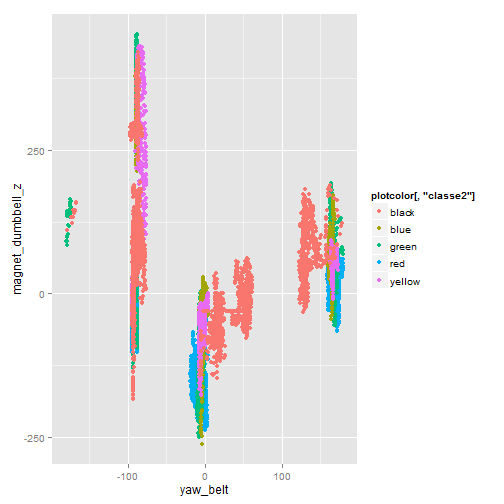 250
0
-250
magnet_dumbbell_z
-100
0
100
yaw_belt
plotcolor[, "classe2"]
black
blue
green
red
yellow